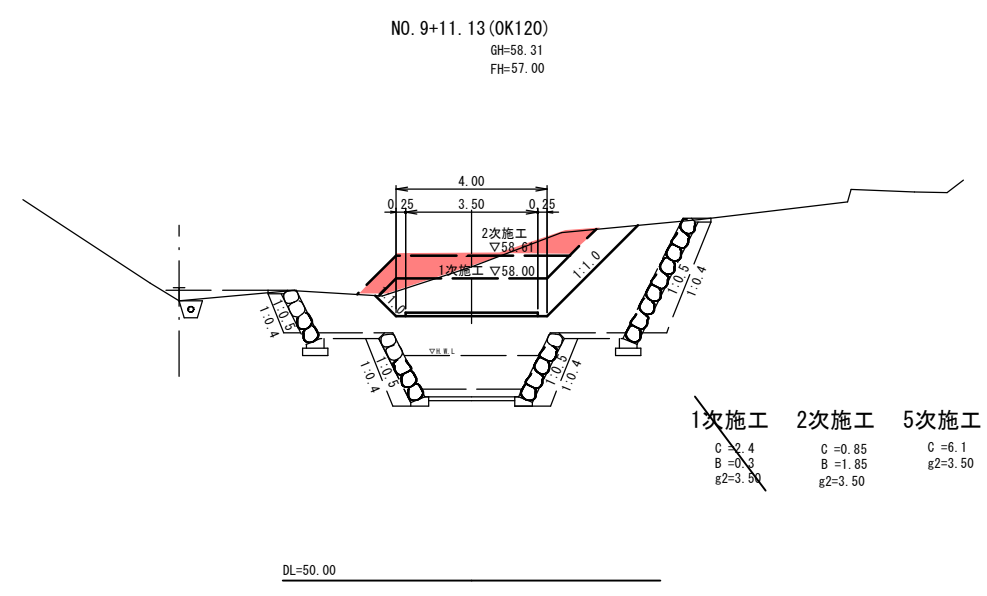 NO.9+11.13(OK120)
GH=58.31
FH=57.00
4.00
0.25 3.50 0.25
2次施工
▽58.61
1次施工 ▽58.00
1:1.0
1:1.0
1:0.5
1:0.4
1:0.5
1:0.4
▽H.W.L
1:0.5
1:0.4
1:0.5
1:0.4
1次施工 2次施工 5次施工
C =2.4 C =0.85 C =6.1
B =0.3 B =1.85 g2=3.50
g2=3.50 g2=3.50
DL=50.00